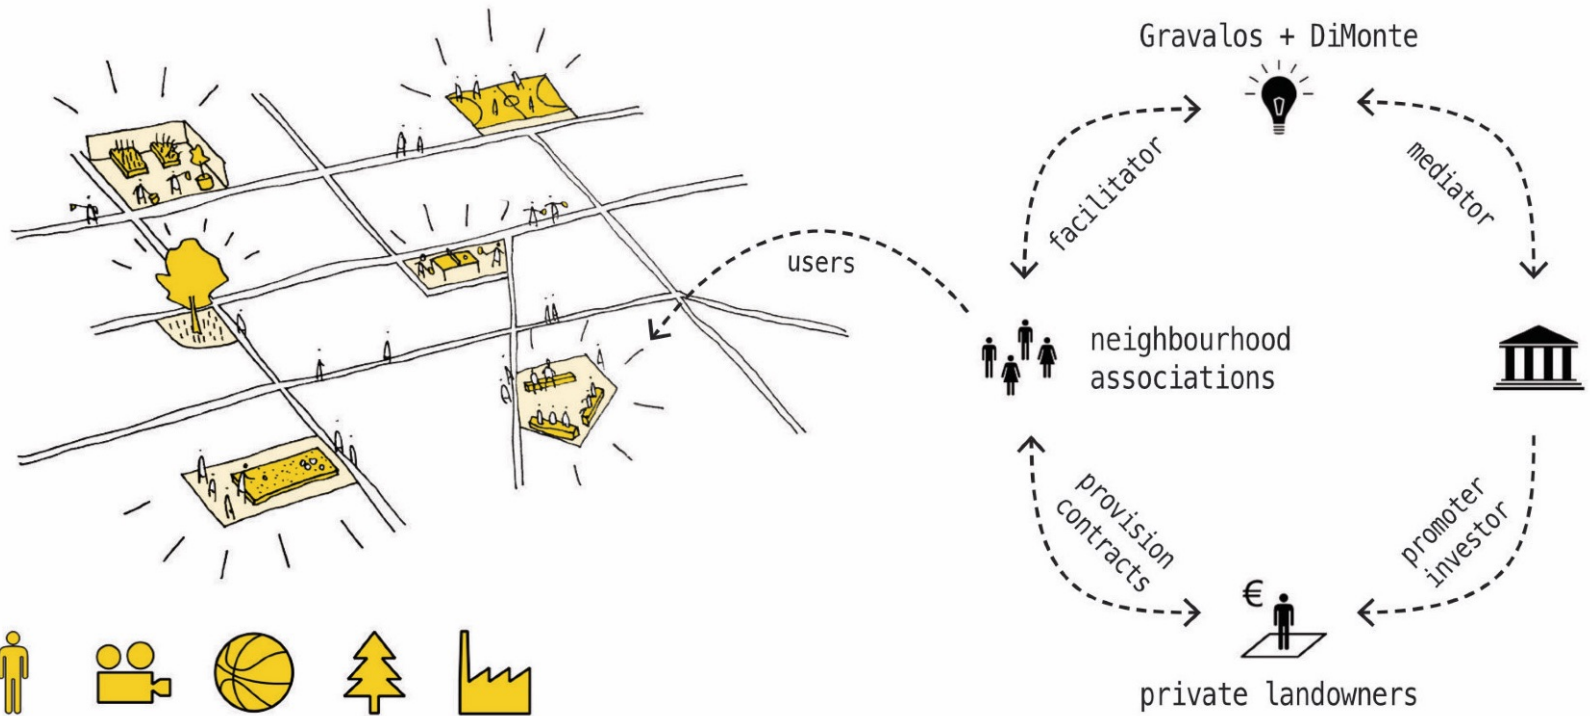 Gravalos + DiMonte
facilitator
mediator
users
neighbourhood
associations
provision
contracts
promoter
investor
€
private landowners